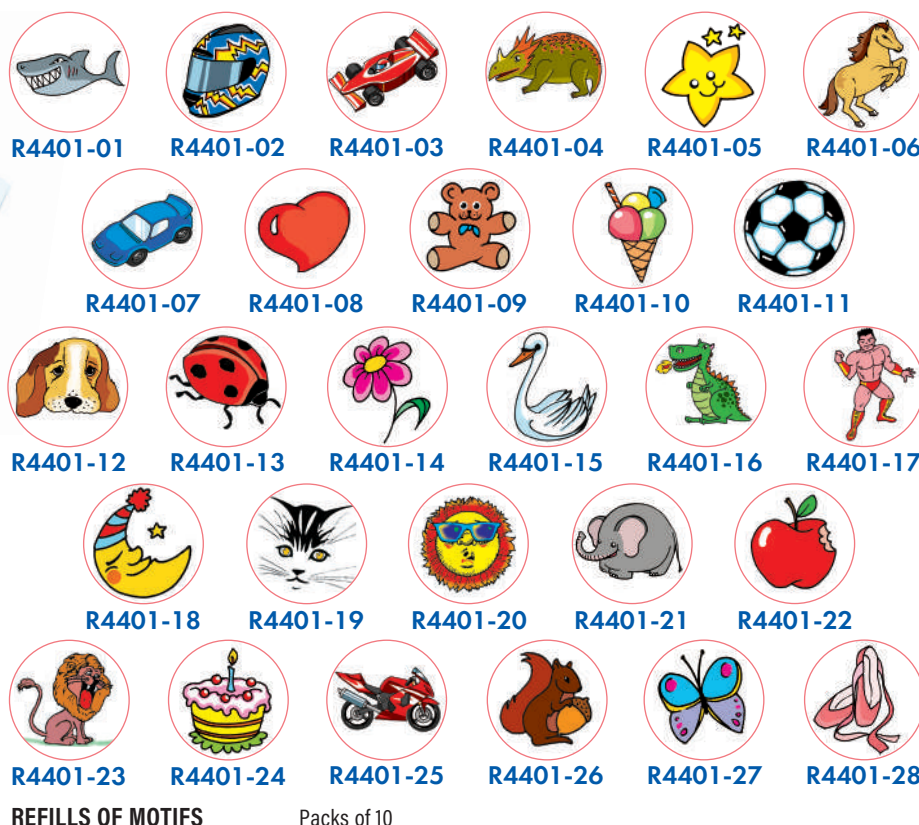 R4401-01 R4401-02 R4401-03 R4401-04 R4401-05 R4401-06
R4401-07 R4401-08 R4401-09 R4401-10 R4401-11
R4401-12 R4401-13 R4401-14 R4401-15 R4401-16 R4401-17
R4401-18 R4401-19 R4401-20 R4401-21 R4401-22
R4401-23 R4401-24 R4401-25 R4401-26 R4401-27 R4401-28
REFILLS OF MOTIFS Packs of 10